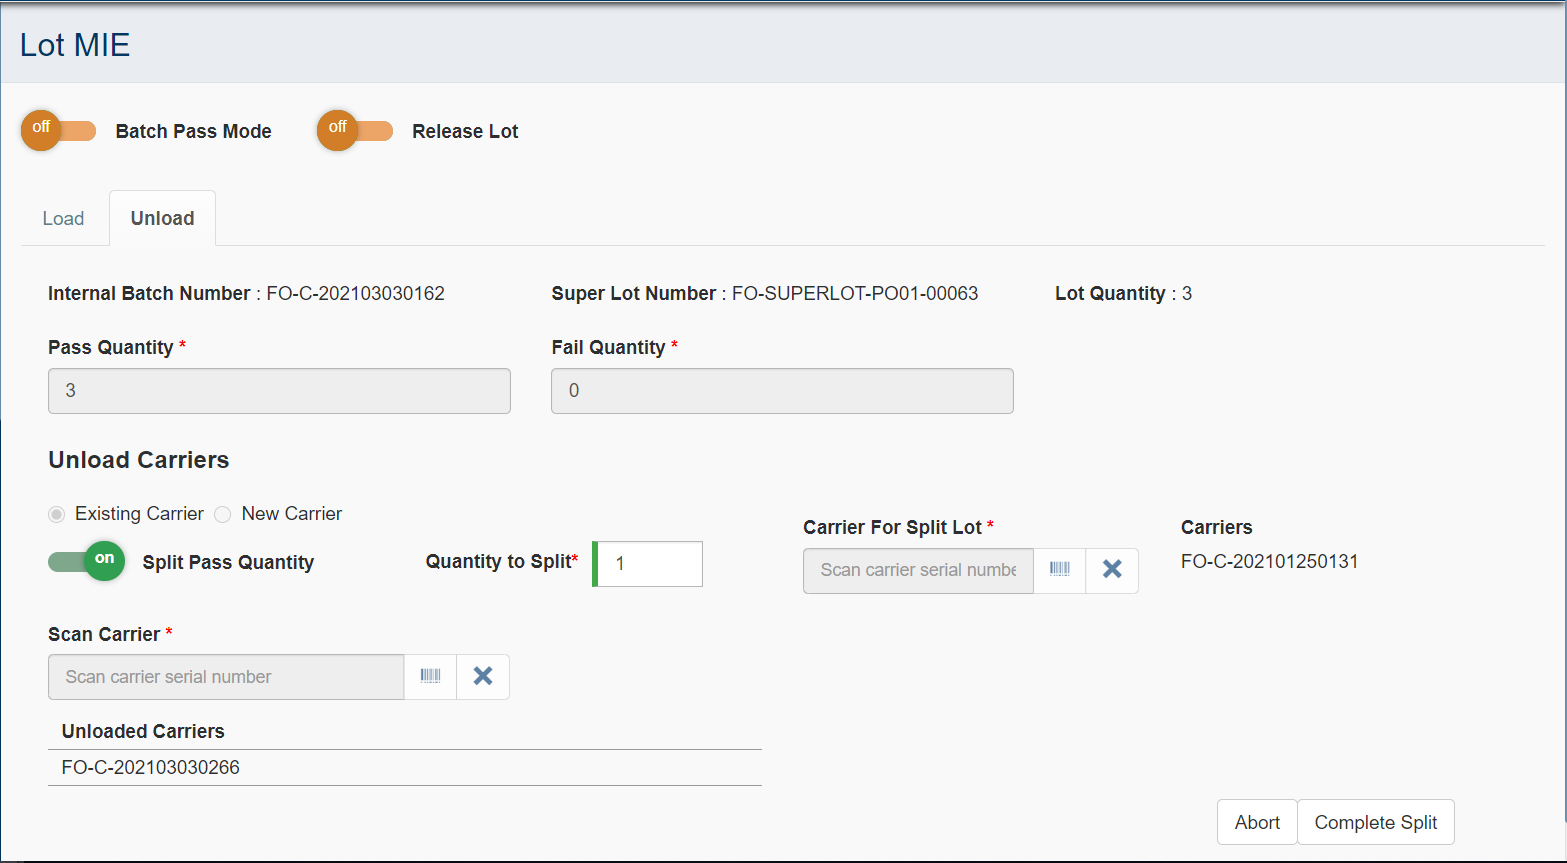 Lot MIE
off Batch Pass Mode off Release Lot
Load Unload
Internal Batch Number : FO-C-202103030162 Super Lot Number : FO-SUPERLOT-PO01-00063 Lot Quantity : 3
Pass Quantity * Fail Quantity *
3 0
Unload Carriers
Existing Carrier New Carrier
Carrier For Split Lot * Carriers
on Split Pass Quantity Quantity to Split* 1 Scan carrier serial numbe FO-C-202101250131
Scan Carrier *
Scan carrier serial number
Unloaded Carriers
FO-C-202103030266
Abort Complete Split